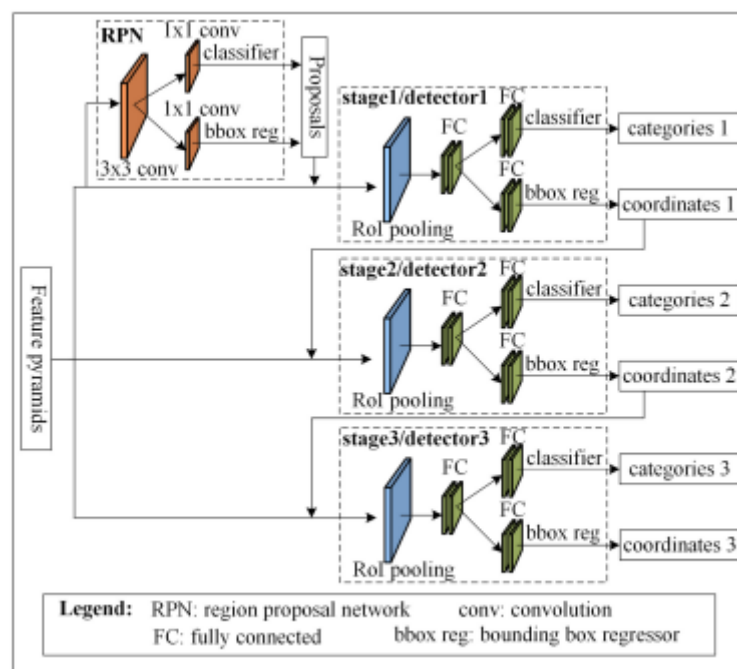 RPN
1x1 conv
classifier
1x1 conv
bbox reg
3x3 conv
Proposals
Feature pyramids
stage1/detector1
FC
FC
classifier
FC
bbox reg
RoI pooling
categories 1
coordinates 1
stage2/detector2
FC
FC
classifier
FC
bbox reg
RoI pooling
categories 2
coordinates 2
stage3/detector3
FC
FC
classifier
FC
bbox reg
RoI pooling
categories 3
coordinates 3
Legend: RPN: region proposal network conv: convolution
FC: fully connected bbox reg: bounding box regressor